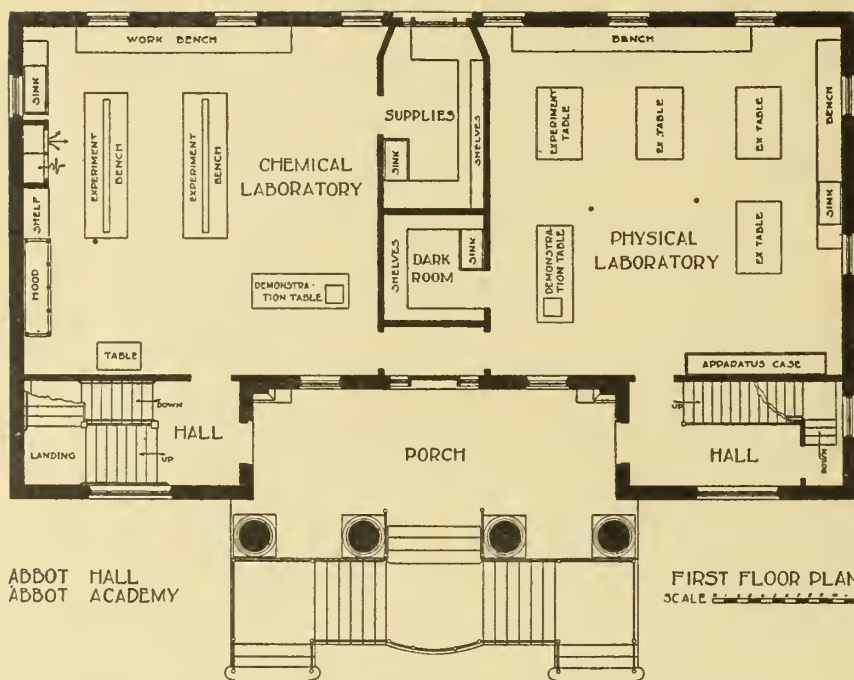 WORK BENCH
BENCH
SINK
SUPPLIES
SHELVES
SINK
EXPERIMENT
BENCH
EXPERIMENT
BENCH
CHEMICAL
LABORATORY
EXPERIMENT
TABLE
EX TABLE
EX TABLE
BENCH
SINK
SHELF
HOOD
SHELVES
DARK
ROOM
SINK
PHYSICAL
LABORATORY
EX TABLE
DEMONSTRA-
TION TABLE
DEMONSTRA-
TION TABLE
TABLE
APPARATUS CASE
DOWN
HALL
LANDING
UP
PORCH
UP
HALL
DOWN
ABBOT HALL
ABBOT ACADEMY
FIRST FLOOR PLAN
SCALE